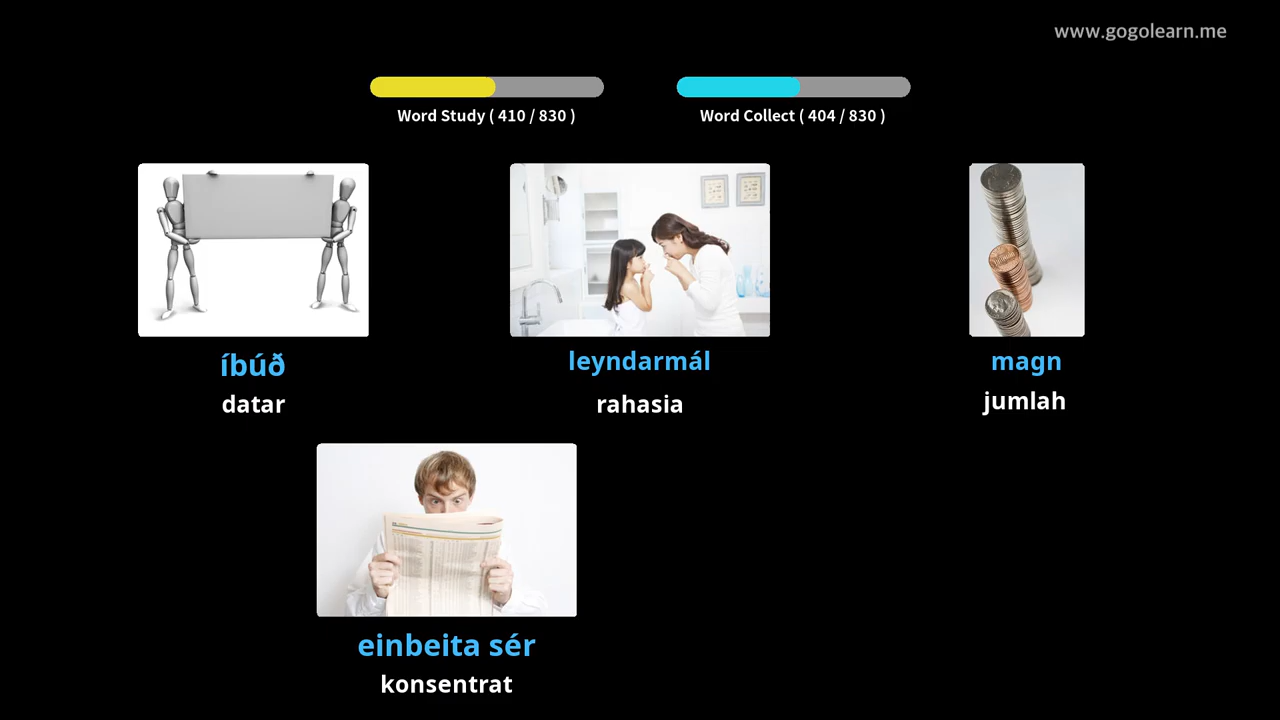 www.gogolearn.me
Word Study ( 410 / 830 )
Word Collect ( 404 / 830 )
íbúð
datar
leyndarmál
rahasia
magn
jumlah
einbeita sér
konsentrat